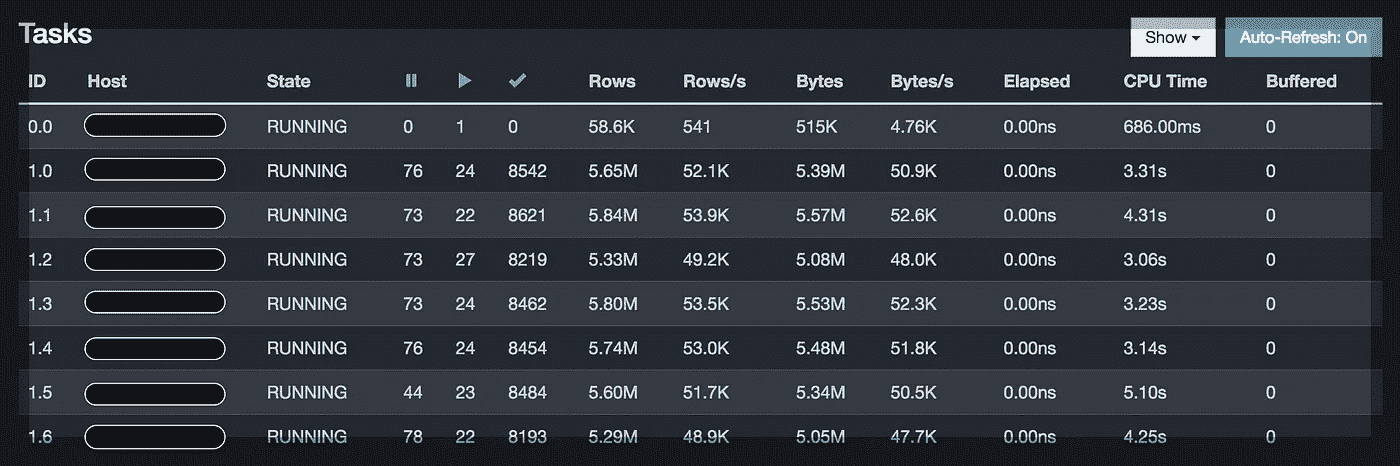 Tasks
Show
Auto-Refresh: On
ID Host State Rows Rows/s Bytes Bytes/s Elapsed CPU Time Buffered
0.0 RUNNING 0 1 0 58.6K 541 515K 4.76K 0.00ns 686.00ms 0
1.0 RUNNING 76 24 8542 5.65M 52.1K 5.39M 50.9K 0.00ns 3.31s 0
1.1 RUNNING 73 22 8621 5.84M 53.9K 5.57M 52.6K 0.00ns 4.31s 0
1.2 RUNNING 73 27 8219 5.33M 49.2K 5.08M 48.0K 0.00ns 3.06s 0
1.3 RUNNING 73 24 8462 5.80M 53.5K 5.53M 52.3K 0.00ns 3.23s 0
1.4 RUNNING 76 24 8454 5.74M 53.0K 5.48M 51.8K 0.00ns 3.14s 0
1.5 RUNNING 44 23 8484 5.60M 51.7K 5.34M 50.5K 0.00ns 5.10s 0
1.6 RUNNING 78 22 8193 5.29M 48.9K 5.05M 47.7K 0.00ns 4.25s 0